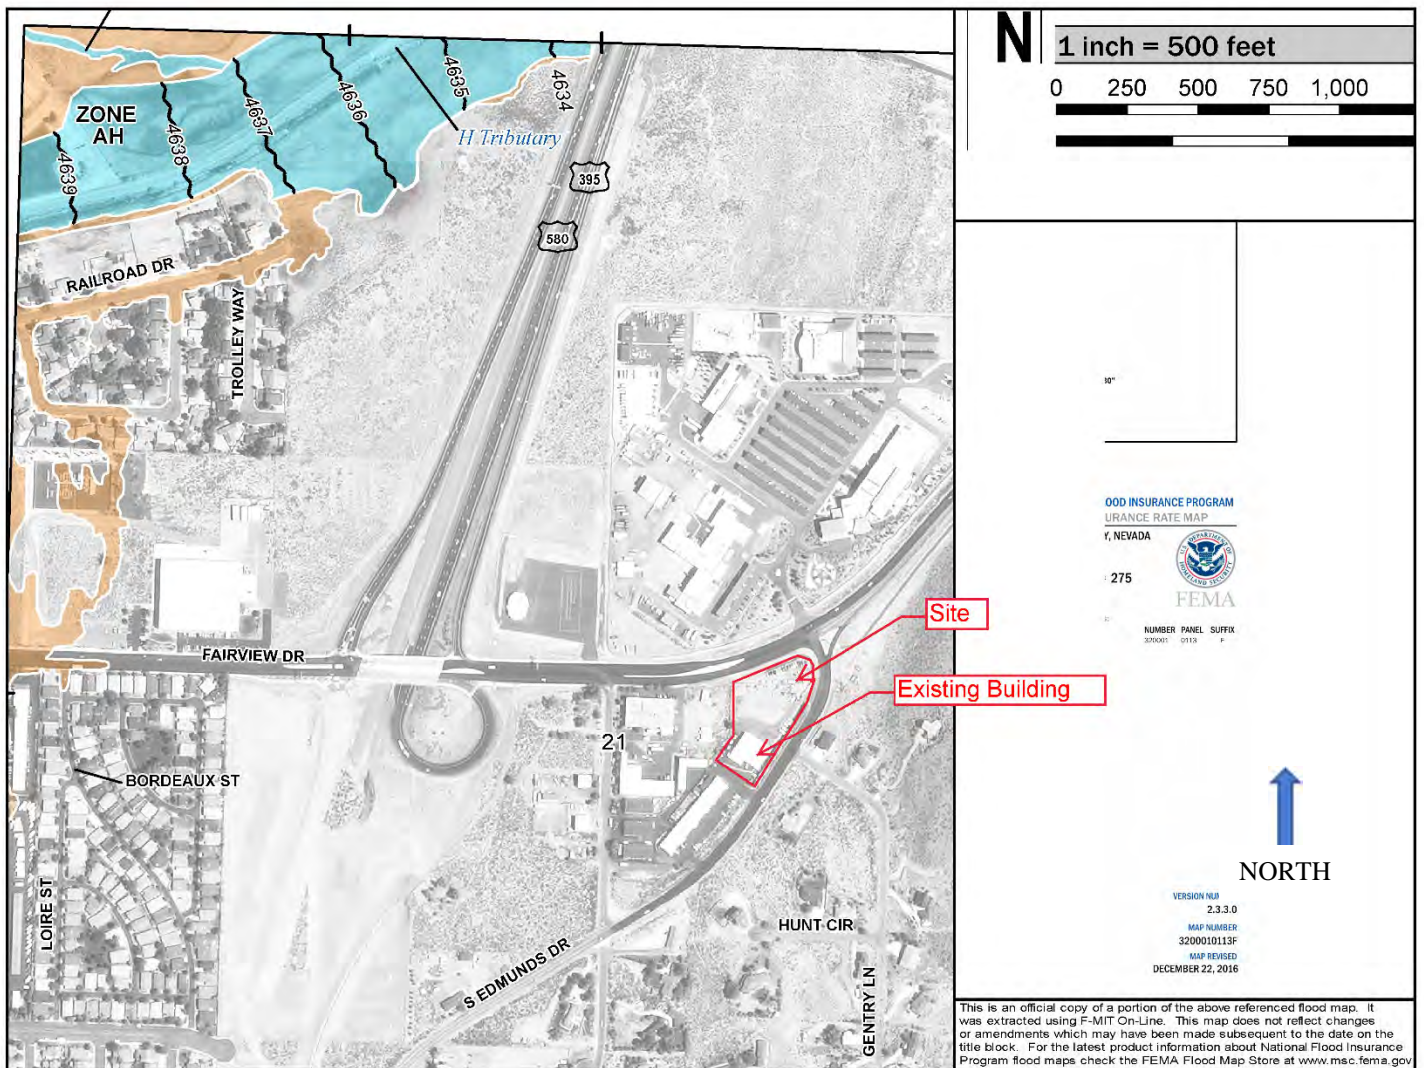 ZONE
AH
4639
4638
4637
4636
4635
4634
H Tributary
395
580
RAILROAD DR
TROLLEY WAY
FAIRVIEW DR
21
BORDEAUX ST
LOIRE ST
S EDMUNDS DR
HUNT CIR
GENTRY LN
Site
Existing Building
N
1 inch = 500 feet
0 250 500 750 1,000
OOD INSURANCE PROGRAM
URANCE RATE MAP
Y, NEVADA
275
U.S. DEPARTMENT OF
HOMELAND SECURITY
FEMA
NUMBER PANEL SUFFIX
320001 0113 F
NORTH
VERSION NU
2.3.3.0
MAP NUMBER
3200010113F
MAP REVISED
DECEMBER 22, 2016
This is an official copy of a portion of the above referenced flood map. It
was extracted using F-MIT On-Line. This map does not reflect changes
or amendments which may have been made subsequent to the date on the
title block. For the latest product information about National Flood Insurance
Program flood maps check the FEMA Flood Map Store at www.msc.fema.gov